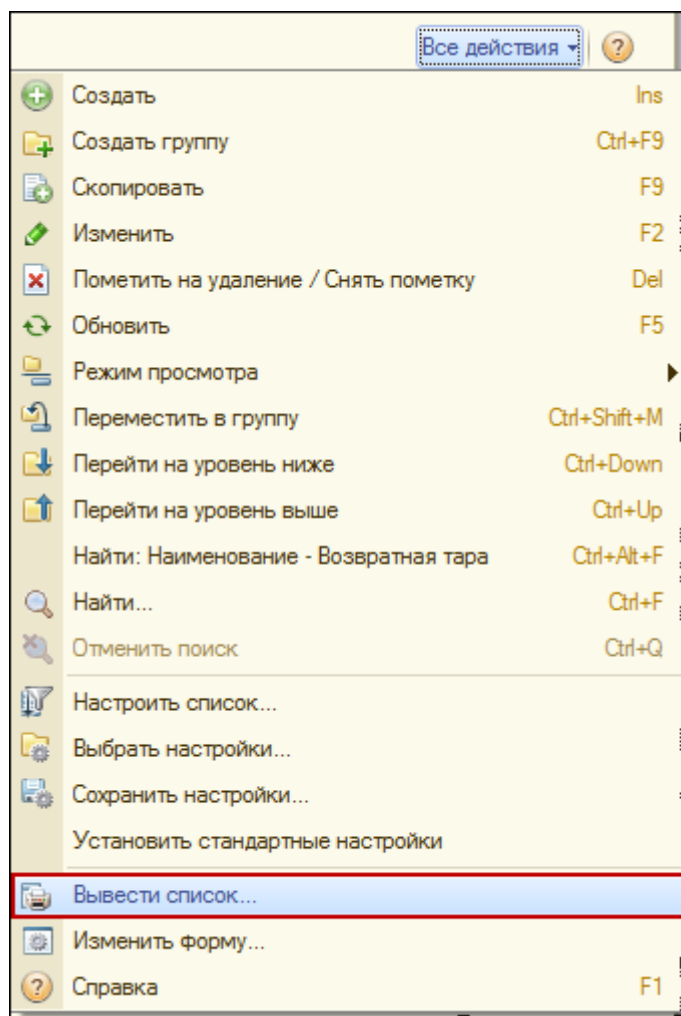 Все действия
Создать Ins
Создать группу Ctrl+F9
Скопировать F9
Изменить F2
Пометить на удаление / Снять пометку Del
Обновить F5
Режим просмотра
Переместить в группу Ctrl+Shift+M
Перейти на уровень ниже Ctrl+Down
Перейти на уровень выше Ctrl+Up
Найти: Наименование - Возвратная тара Ctrl+Alt+F
Найти... Ctrl+F
Отменить поиск Ctrl+Q
Настроить список...
Выбрать настройки...
Сохранить настройки...
Установить стандартные настройки
Вывести список...
Изменить форму...
Справка F1